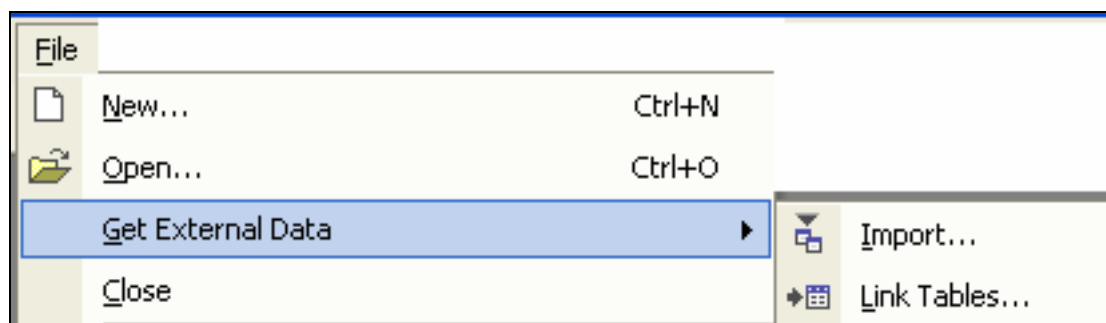 File
New... Ctrl+N
Open... Ctrl+O
Get External Data
Import...
Close
Link Tables...